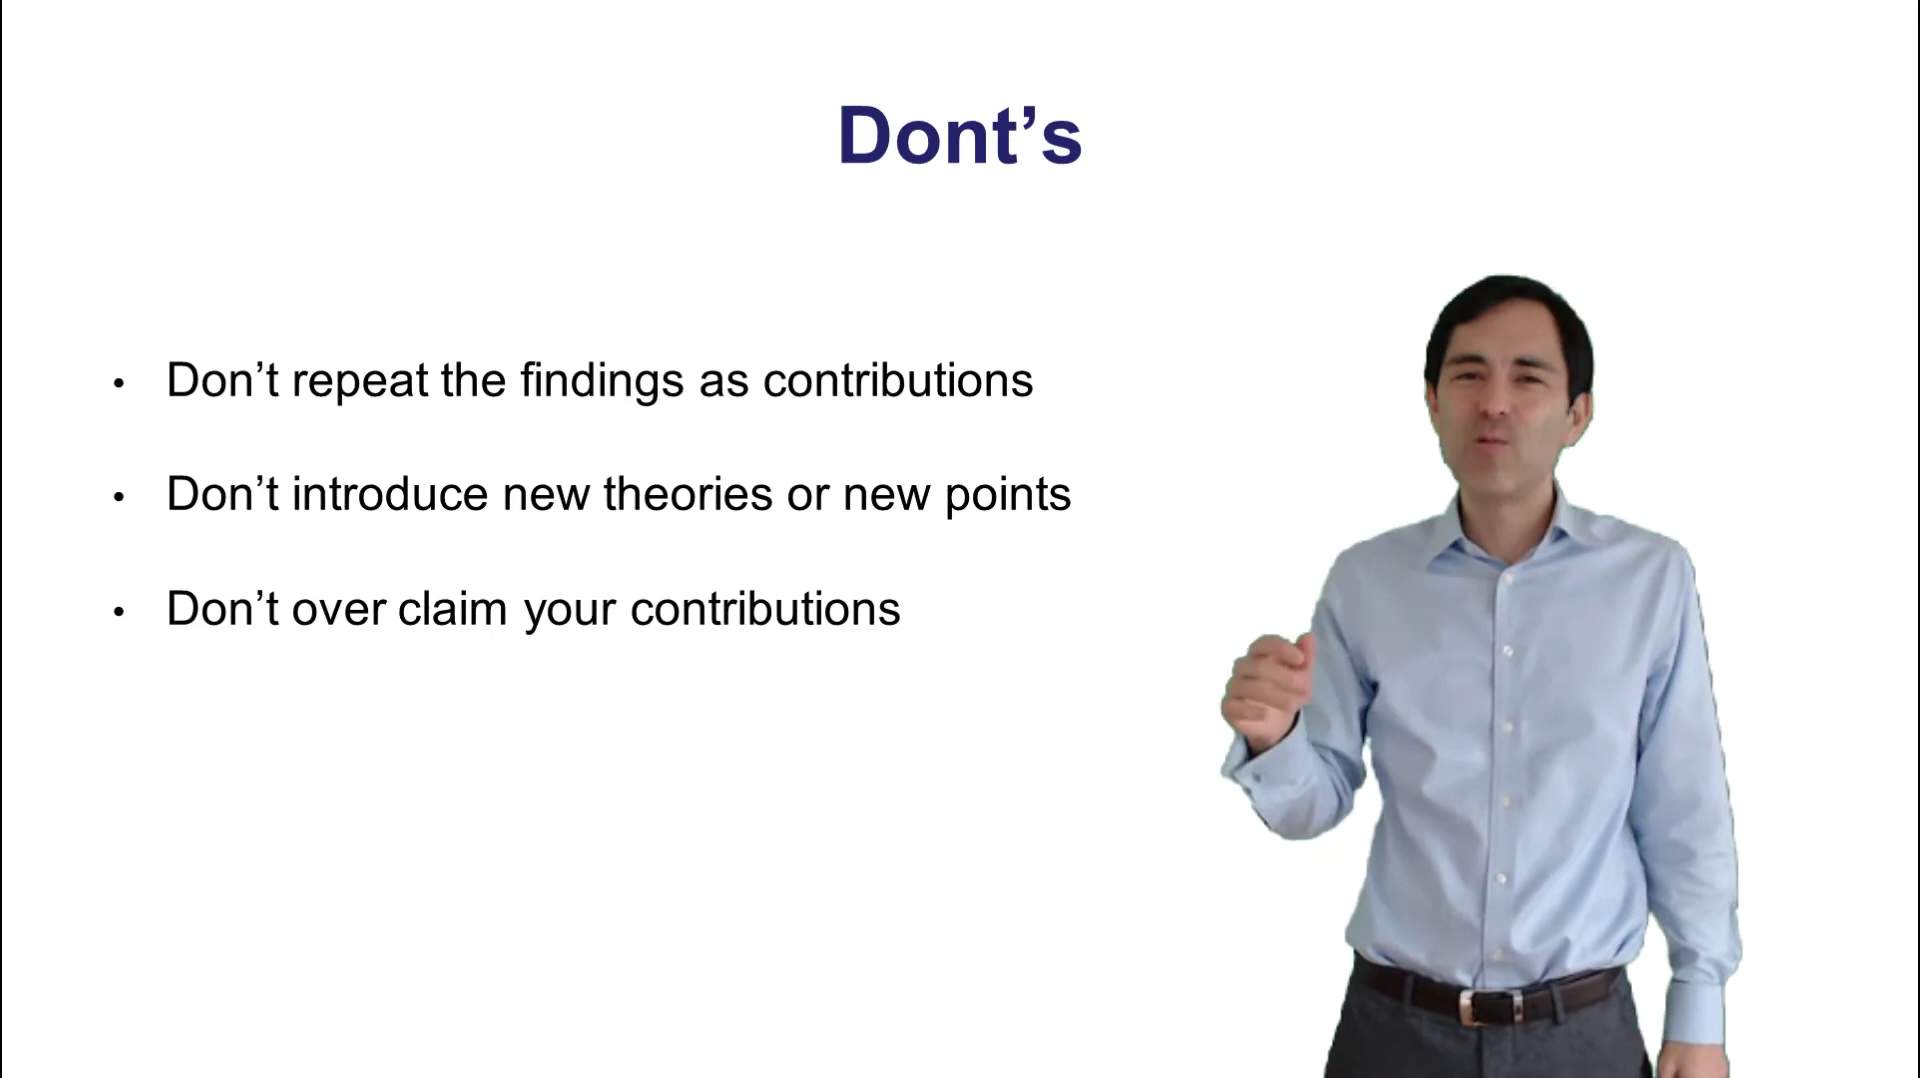 Dont’s
• Don’t repeat the findings as contributions
• Don’t introduce new theories or new points
• Don’t over claim your contributions